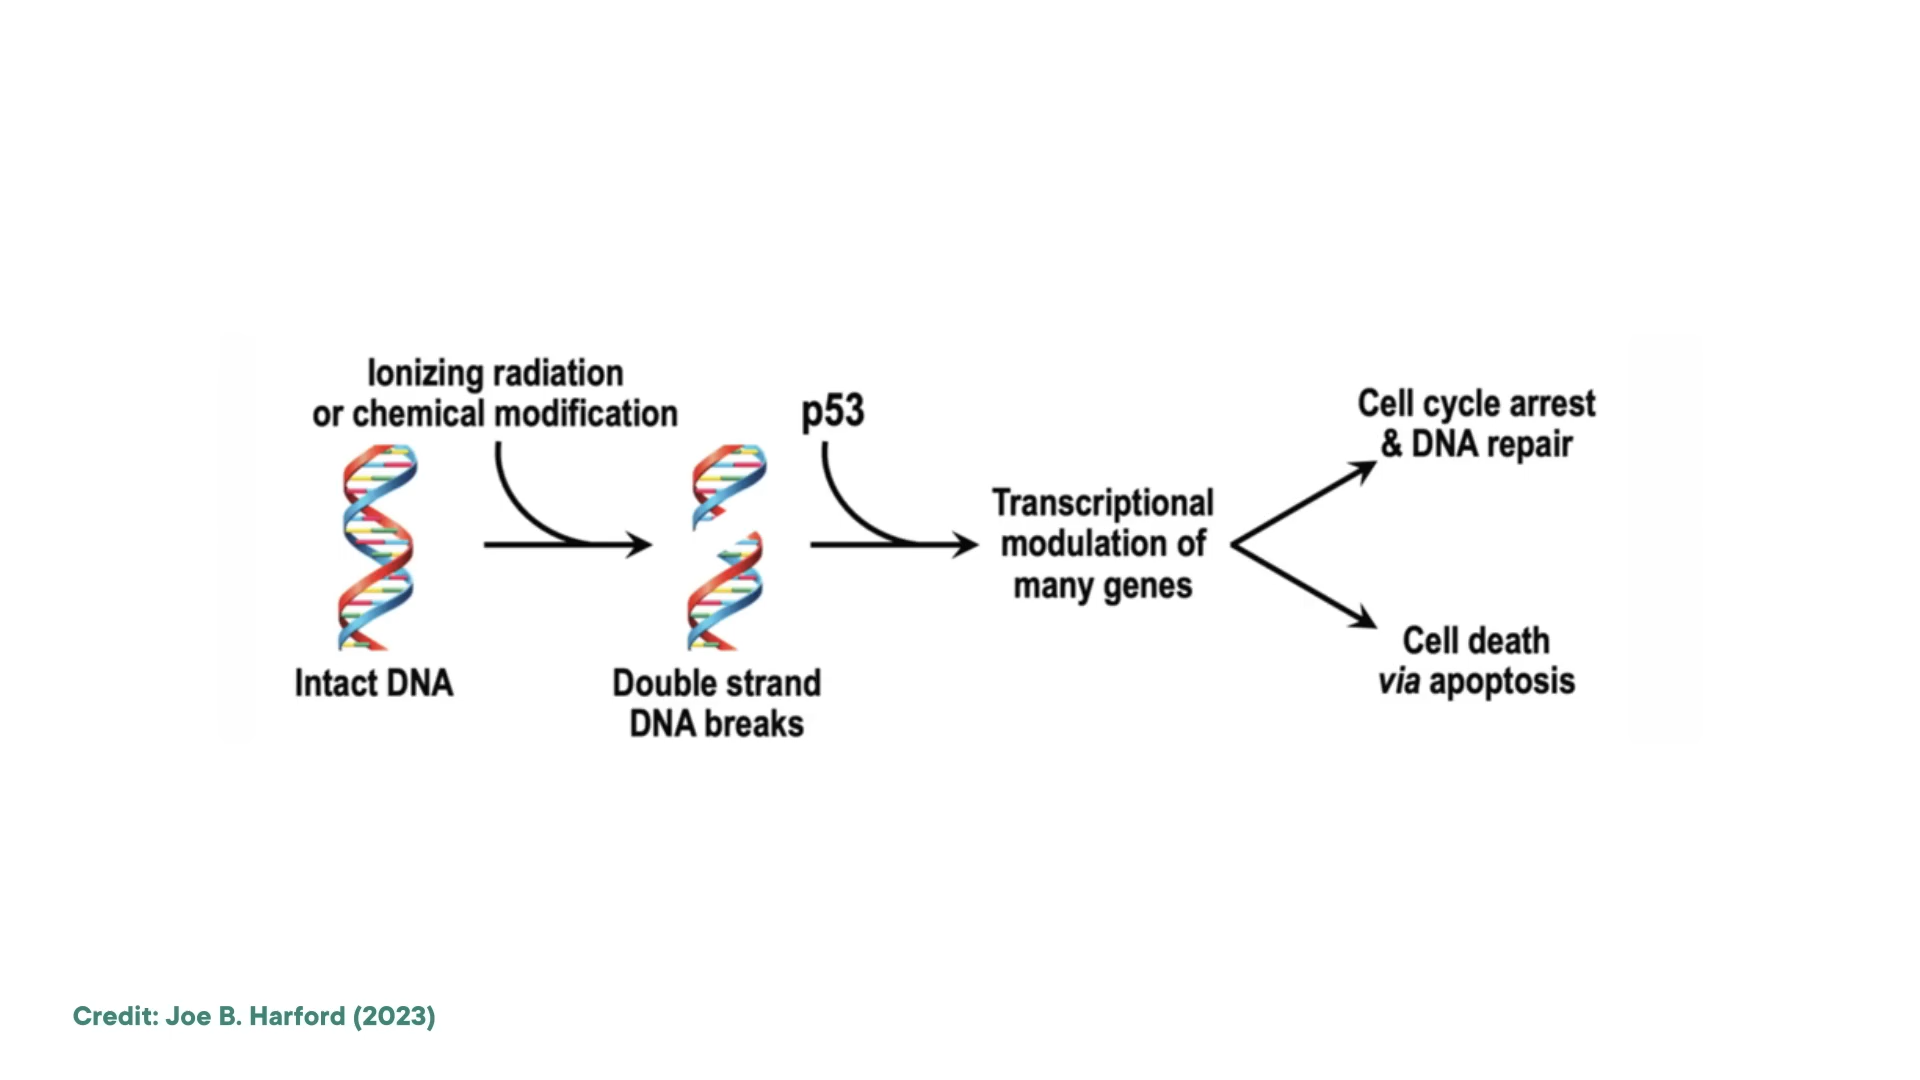 Ionizing radiation
or chemical modification
Intact DNA
Double strand
DNA breaks
p53
Transcriptional
modulation of
many genes
Cell cycle arrest
& DNA repair
Cell death
via apoptosis
Credit: Joe B. Harford (2023)